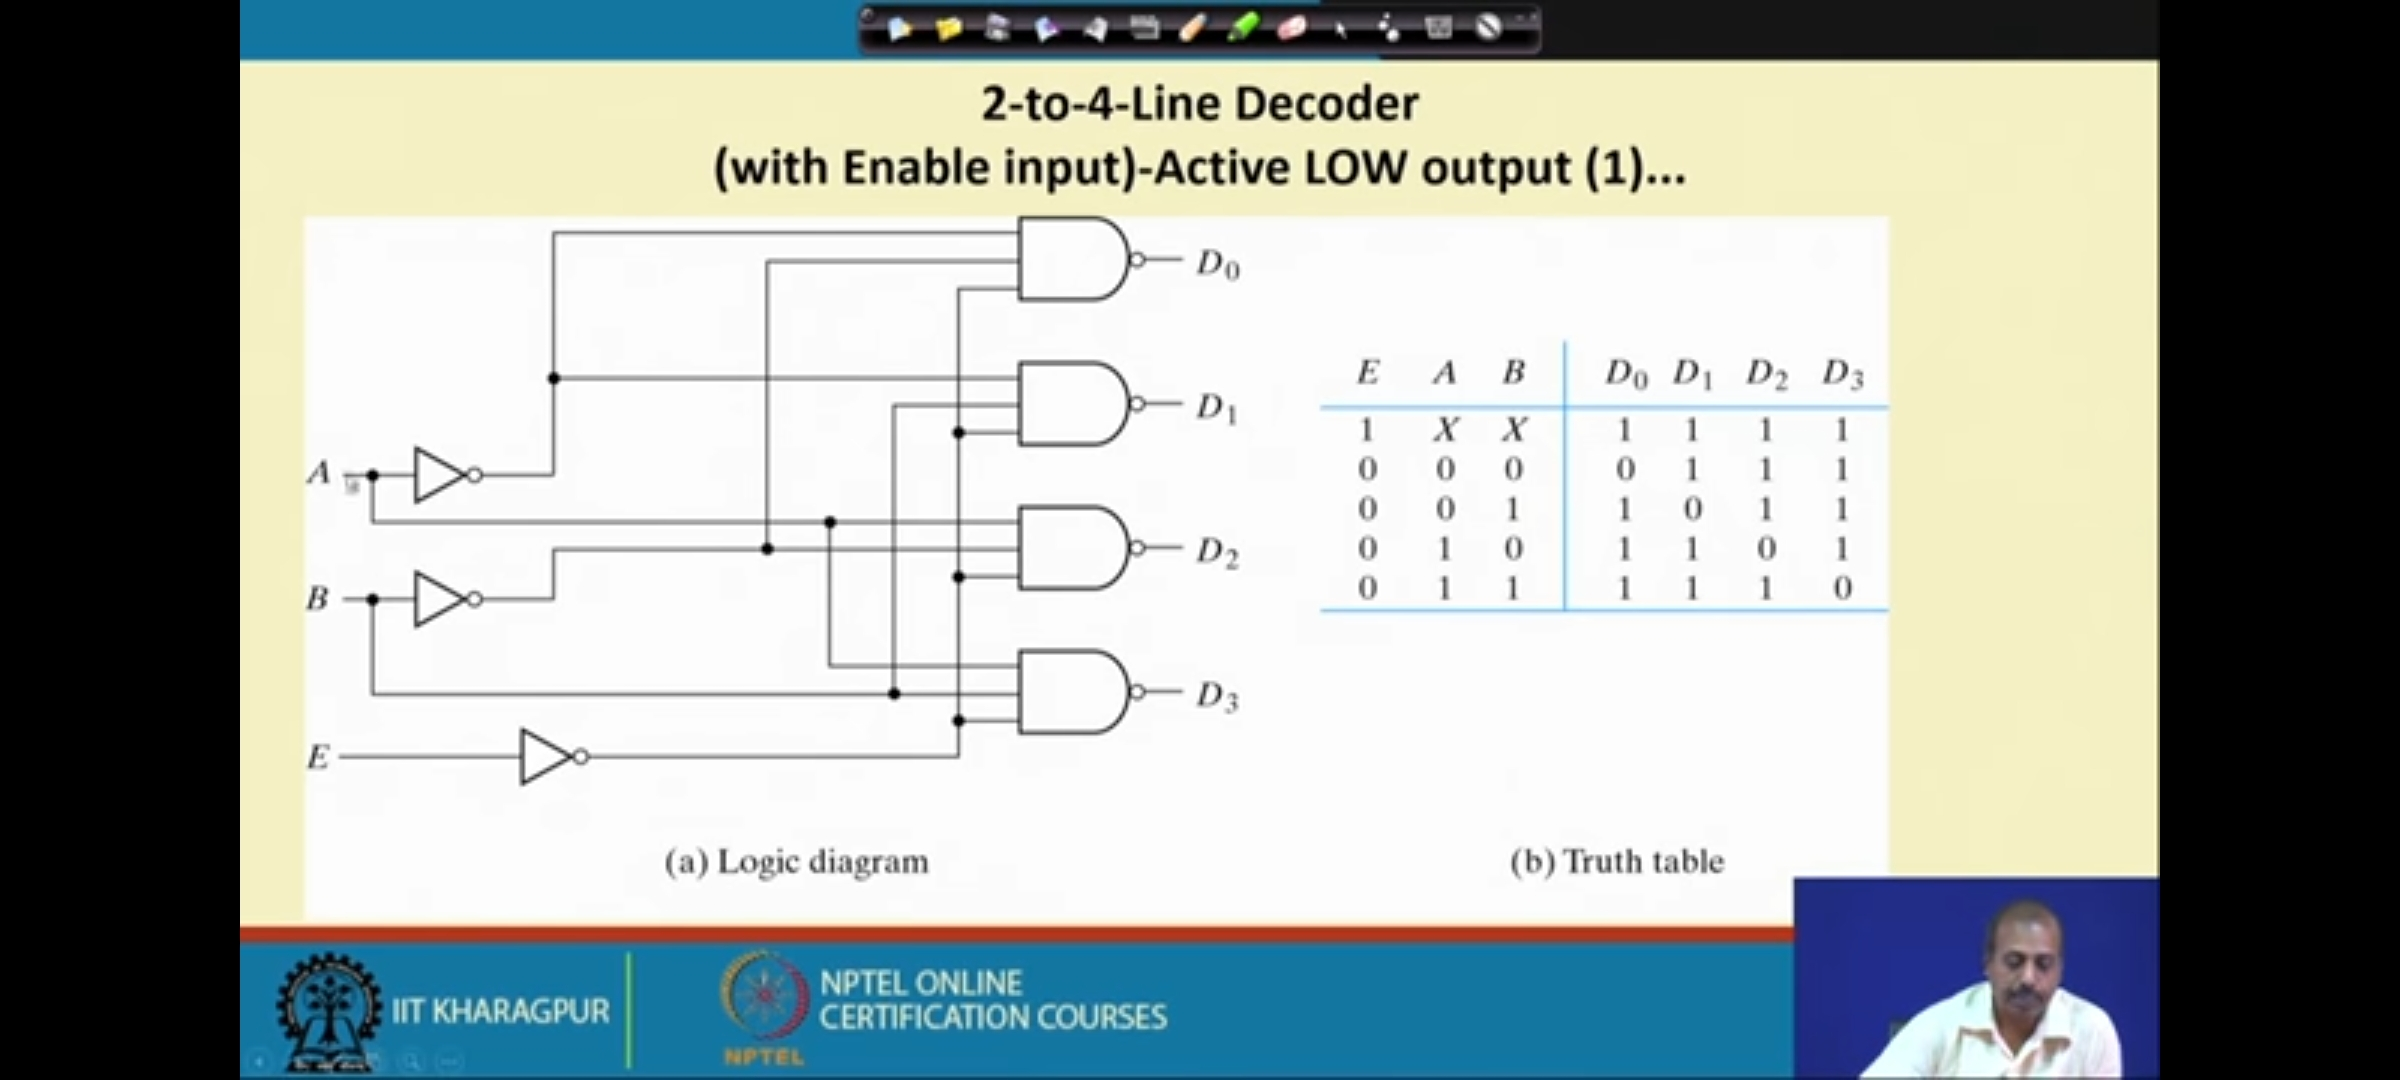 2-to-4-Line Decoder
(with Enable input)-Active LOW output (1)...
D0
D1
A
D2
B
D3
E
(a) Logic diagram
E A B D0 D1 D2 D3
1 X X 1 1 1 1
0 0 0 0 1 1 1
0 0 1 1 0 1 1
0 1 0 1 1 0 1
0 1 1 1 1 1 0
(b) Truth table
IIT KHARAGPUR
NPTEL
NPTEL ONLINE
CERTIFICATION COURSES